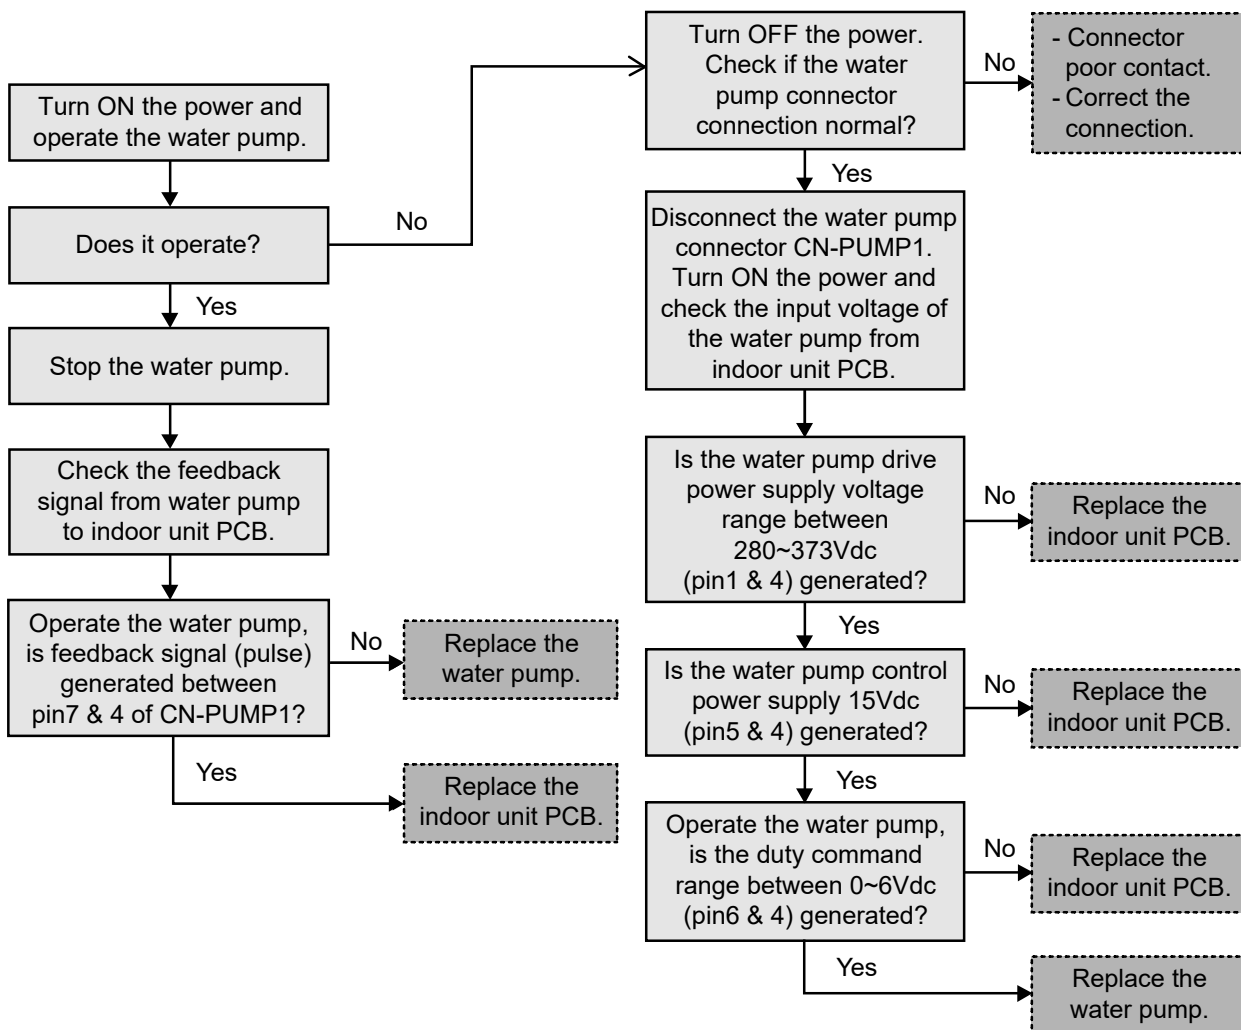 Turn ON the power and
operate the water pump.
Does it operate?
No
Yes
Stop the water pump.
Check the feedback
signal from water pump
to indoor unit PCB.
Operate the water pump,
is feedback signal (pulse)
generated between
pin7 & 4 of CN-PUMP1?
No
Replace the
water pump.
Yes
Replace the
indoor unit PCB.
Turn OFF the power.
Check if the water
pump connector
connection normal?
No
- Connector
poor contact.
- Correct the
connection.
Yes
Disconnect the water pump
connector CN-PUMP1.
Turn ON the power and
check the input voltage of
the water pump from
indoor unit PCB.
Is the water pump drive
power supply voltage
range between
280~373Vdc
(pin1 & 4) generated?
No
Replace the
indoor unit PCB.
Yes
Is the water pump control
power supply 15Vdc
(pin5 & 4) generated?
No
Replace the
indoor unit PCB.
Yes
Operate the water pump,
is the duty command
range between 0~6Vdc
(pin6 & 4) generated?
No
Replace the
indoor unit PCB.
Yes
Replace the
water pump.